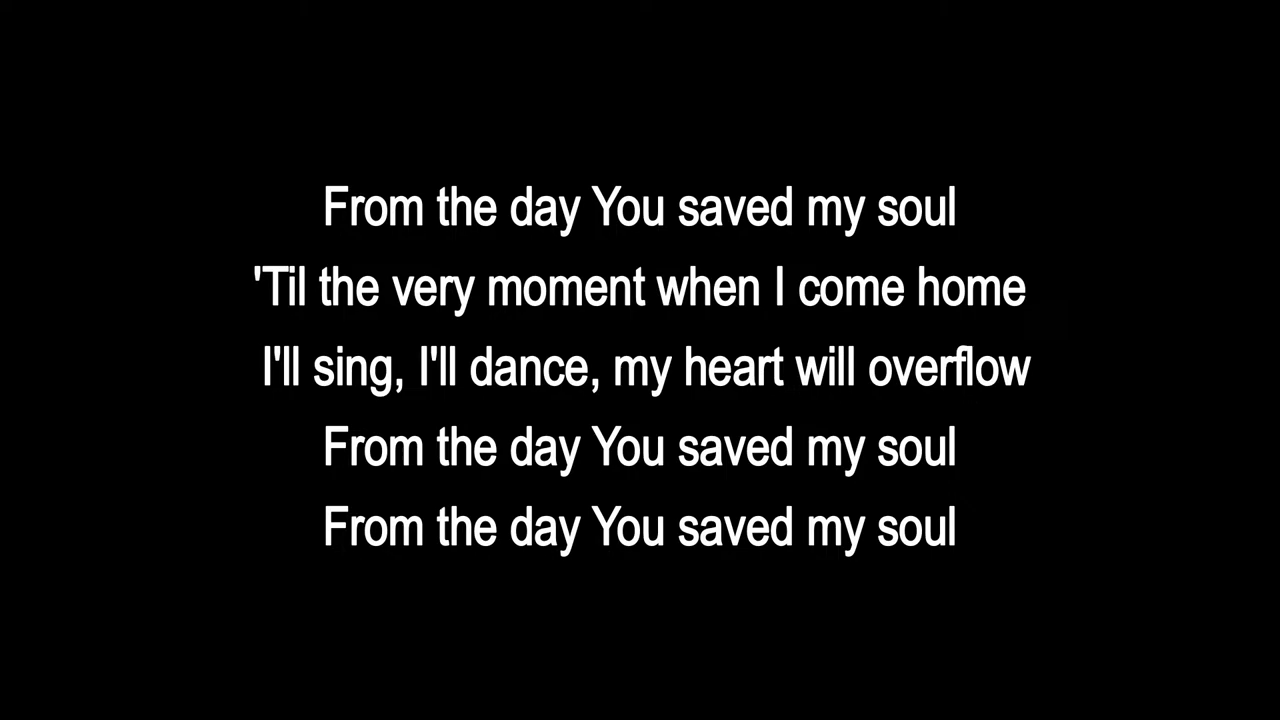 From the day You saved my soul
'Til the very moment when I come home
I'll sing, I'll dance, my heart will overflow
From the day You saved my soul
From the day You saved my soul